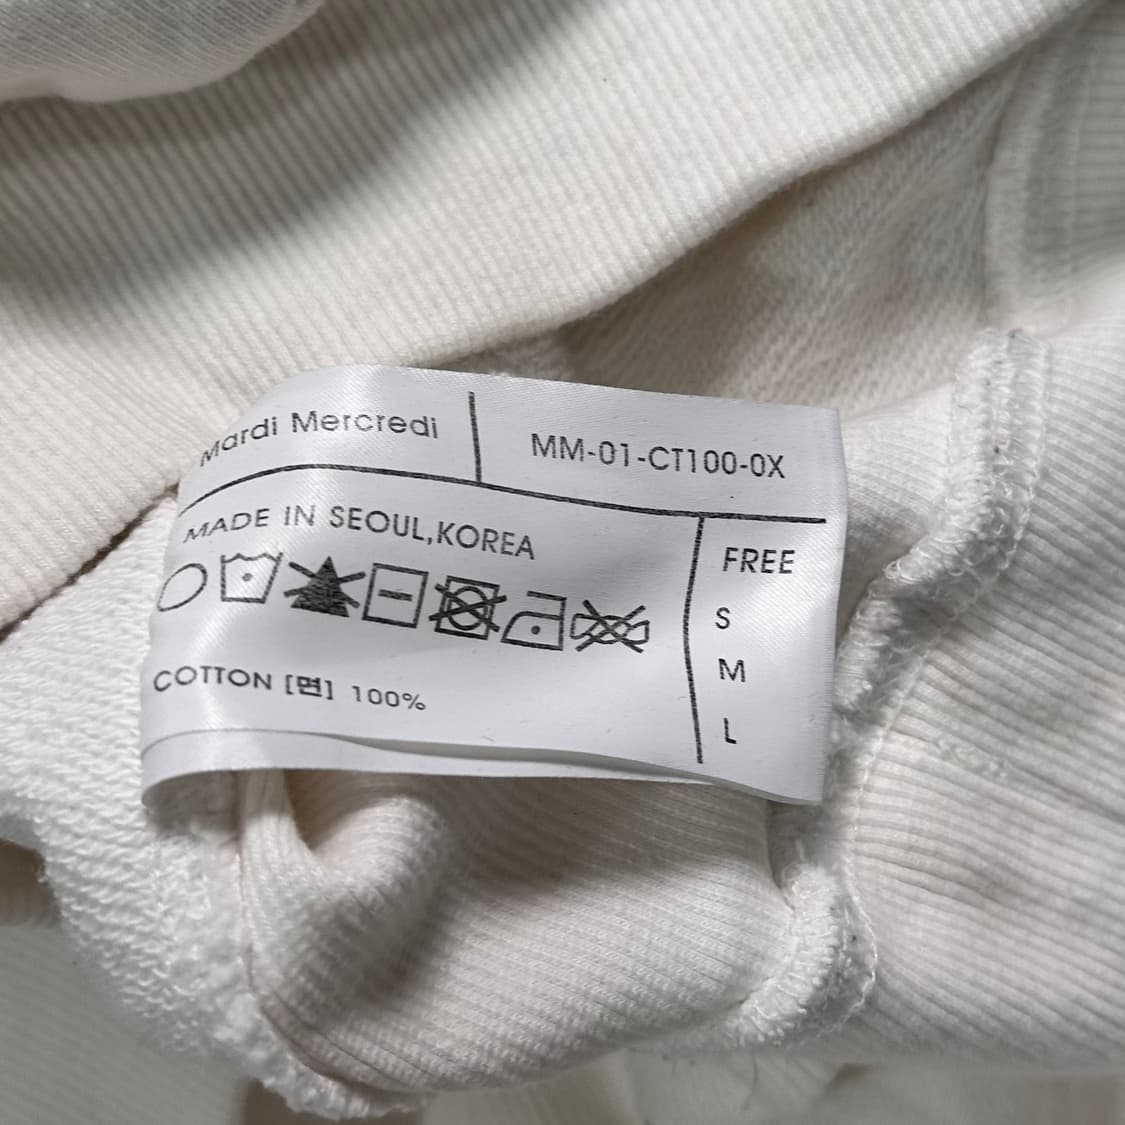 Mardi Mercredi
MM-01-CT100-0X
MADE IN SEOUL,KOREA
FREE
S
M
L
COTTON [면] 100%